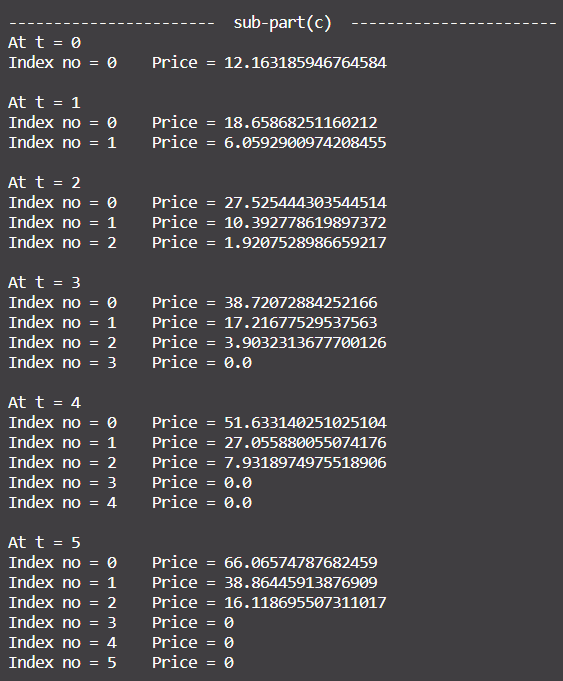 -----------------------  sub-part(c)  -----------------------
At t = 0
Index no = 0    Price = 12.163185946764584
At t = 1
Index no = 0    Price = 18.65868251160212
Index no = 1    Price = 6.0592900974208455
At t = 2
Index no = 0    Price = 27.525444303544514
Index no = 1    Price = 10.392778619897372
Index no = 2    Price = 1.9207528986659217
At t = 3
Index no = 0    Price = 38.72072884252166
Index no = 1    Price = 17.21677529537563
Index no = 2    Price = 3.9032313677700126
Index no = 3    Price = 0.0
At t = 4
Index no = 0    Price = 51.633140251025104
Index no = 1    Price = 27.055880055074176
Index no = 2    Price = 7.9318974975518906
Index no = 3    Price = 0.0
Index no = 4    Price = 0.0
At t = 5
Index no = 0    Price = 66.06574787682459
Index no = 1    Price = 38.86445913876909
Index no = 2    Price = 16.118695507311017
Index no = 3    Price = 0
Index no = 4    Price = 0
Index no = 5    Price = 0